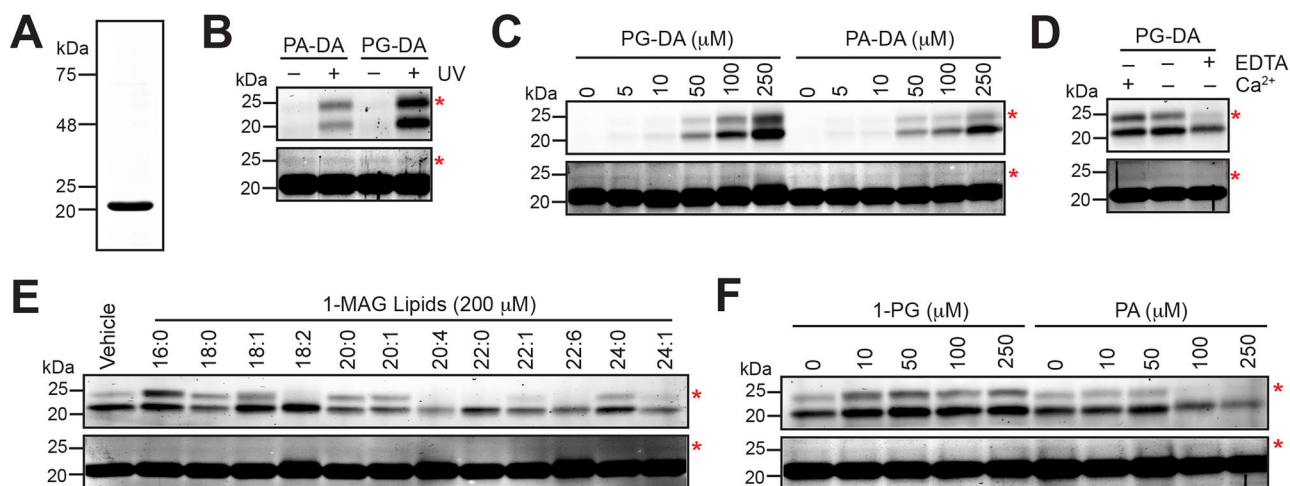 A
kDa
75
48
25
20
B
PA-DA PG-DA
− + − + UV
kDa
25 *
20
25 *
20
C
PG-DA (μM) PA-DA (μM)
0 5 10 50 100 250 0 5 10 50 100 250
kDa
25 *
20
25 *
20
D
PG-DA
− − + EDTA
+ − − Ca2+
kDa
25 *
20
25 *
20
E
1-MAG Lipids (200 μM)
Vehicle 16:0 18:0 18:1 18:2 20:0 20:1 20:4 22:0 22:1 22:6 24:0 24:1
kDa
25 *
20
25 *
20
F
1-PG (μM) PA (μM)
0 10 50 100 250 0 10 50 100 250
kDa
25 *
20
25 *
20